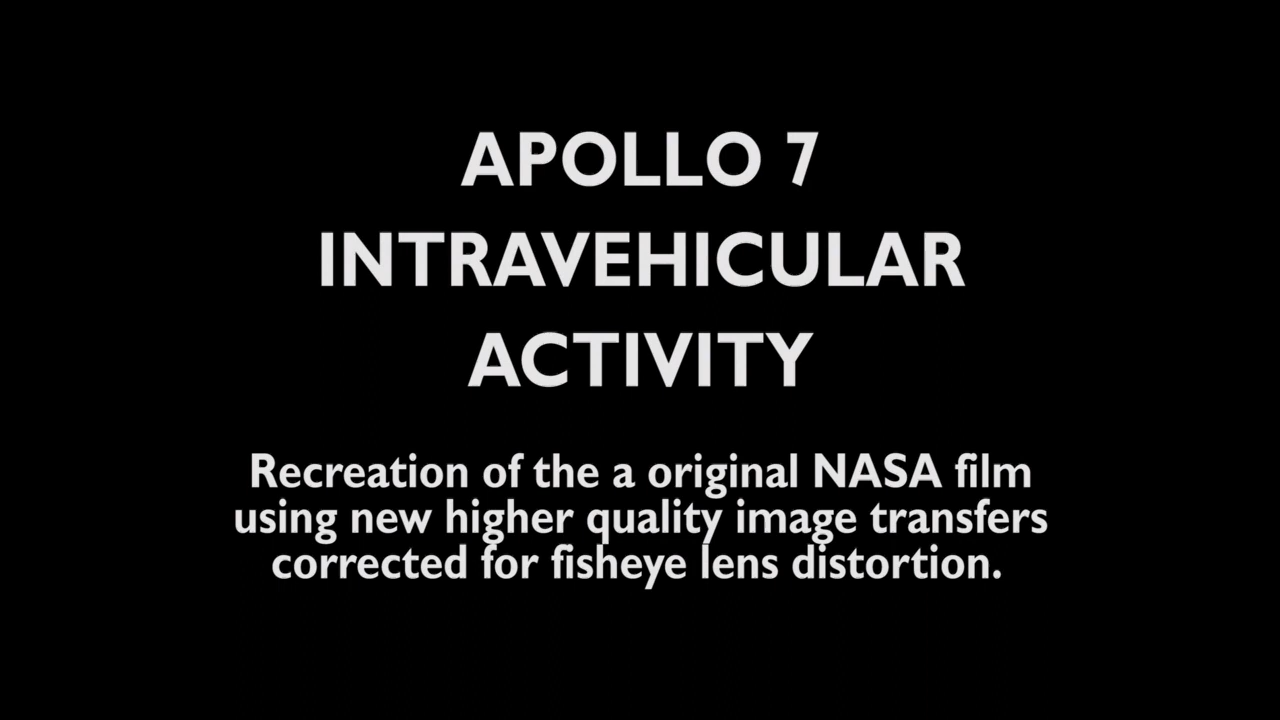 APOLLO 7
INTRAVEHICULAR
ACTIVITY
Recreation of the a original NASA film
using new higher quality image transfers
corrected for fisheye lens distortion.